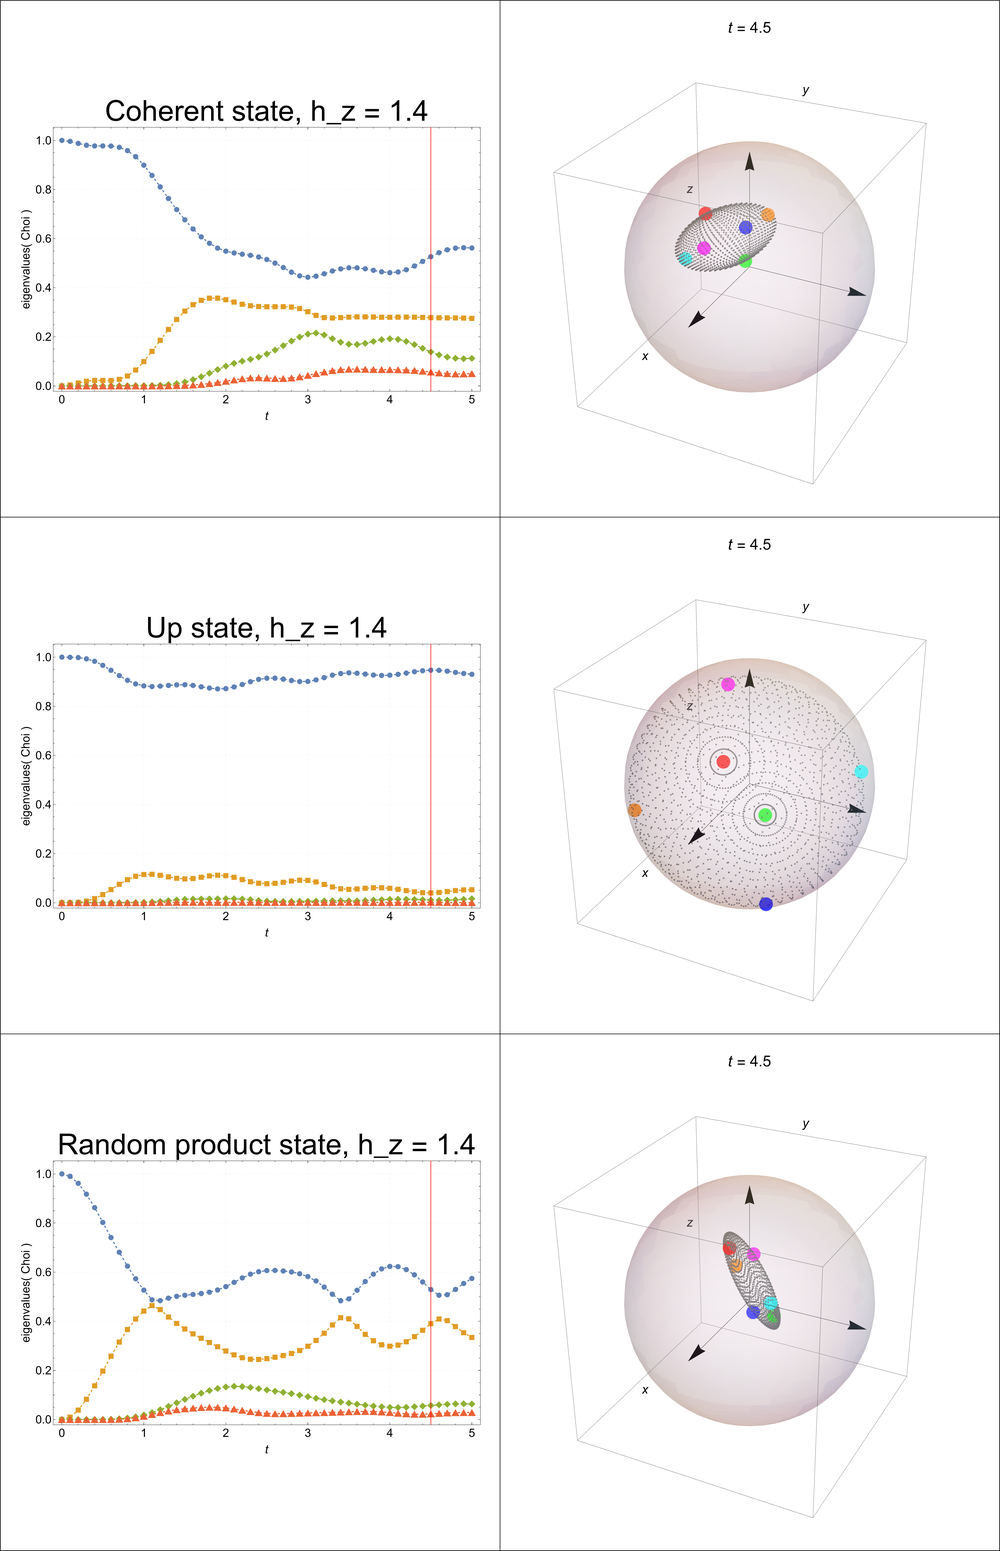 Coherent state, h_z = 1.4
eigenvalues( Choi )
1.0
0.8
0.6
0.4
0.2
0.0
0 1 2 3 4 5
t
t = 4.5
y
z
x
Up state, h_z = 1.4
eigenvalues( Choi )
1.0
0.8
0.6
0.4
0.2
0.0
0 1 2 3 4 5
t
t = 4.5
y
z
x
Random product state, h_z = 1.4
eigenvalues( Choi )
1.0
0.8
0.6
0.4
0.2
0.0
0 1 2 3 4 5
t
t = 4.5
y
z
x